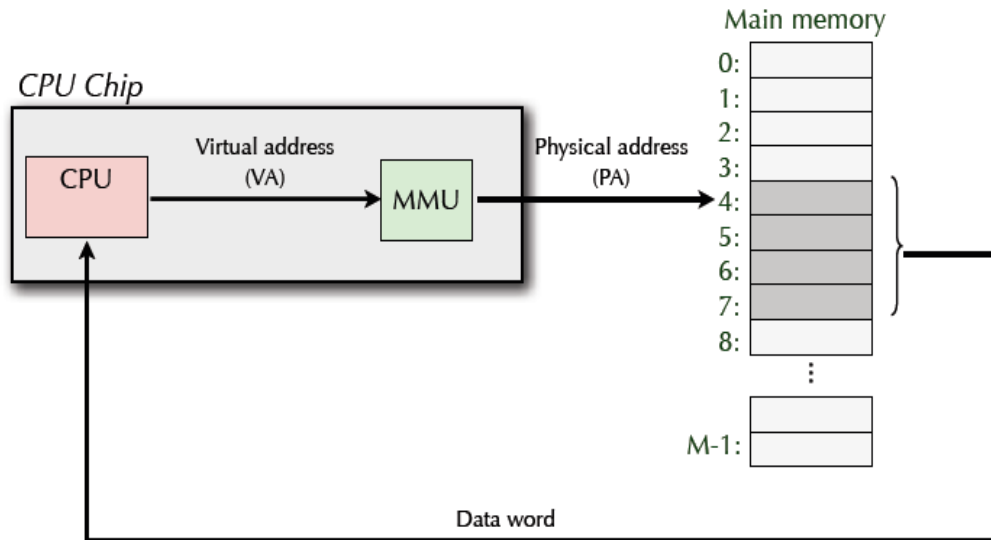 Main memory
0:
CPU Chip
1:
Virtual address
(VA)
Physical address
(PA)
2:
3:
CPU
MMU
4:
5:
6:
7:
8:
M-1:
Data word